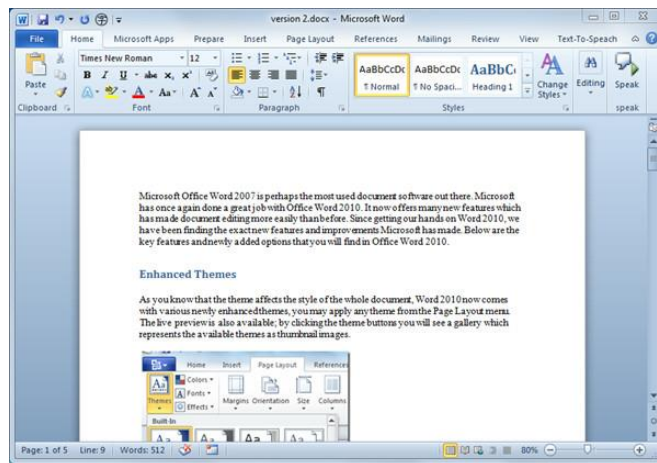 version 2.docx - Microsoft Word
File Home Microsoft Apps Prepare Insert Page Layout References Mailings Review View Text-To-Speach
Times New Roman 12
Paste
B I U abc x, x²
Aa A A
AaBbCcDc AaBbCcDc AaBbC
¶ Normal ¶ No Spaci... Heading 1
Change Styles
Editing
Speak
Clipboard Font Paragraph Styles speak
Microsoft Office Word 2007 is perhaps the most used document software out there. Microsoft
has once again done a great job with Office Word 2010. It now offers many new features which
has made document editing more easily than before. Since getting our hands on Word 2010, we
have been finding the exact new features and improvements Microsoft has made. Below are the
key features and newly added options that you will find in Office Word 2010.
Enhanced Themes
As you know that the theme affects the style of the whole document, Word 2010 now comes
with various newly enhanced themes, you may apply any theme from the Page Layout menu.
The live preview is also available; by clicking the theme buttons you will see a gallery which
represents the available themes as thumbnail images.
Home Insert Page Layout References
Colors
Fonts
Effects
Themes Margins Orientation Size Columns
Built-In
Aa Aa Aa Aa
Page: 1 of 5 Line: 9 Words: 512 80%